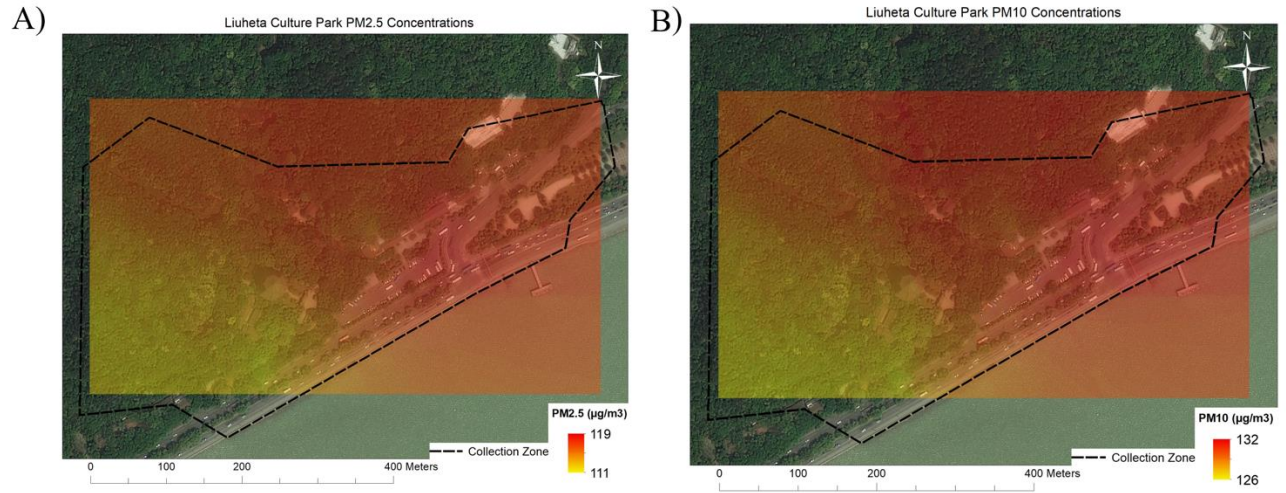 A)
Liuheta Culture Park PM2.5 Concentrations
N
PM2.5 (µg/m3)
119
111
Collection Zone
0 100 200 400 Meters
B)
Liuheta Culture Park PM10 Concentrations
N
PM10 (µg/m3)
132
126
Collection Zone
0 100 200 400 Meters